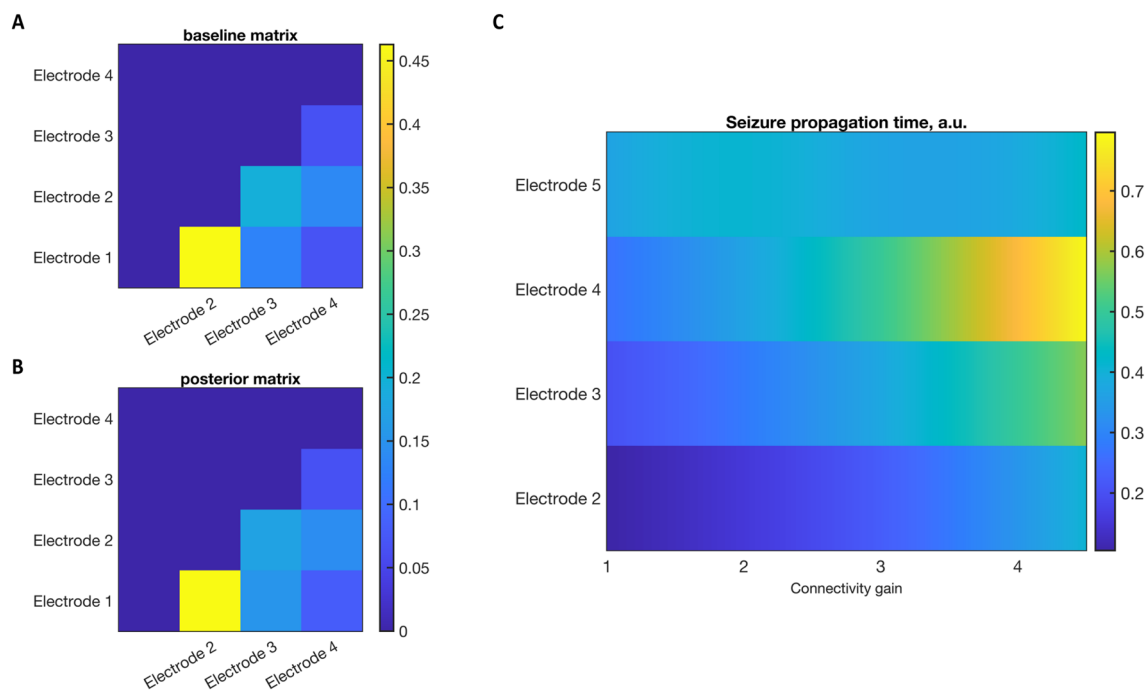 A
baseline matrix
Electrode 4
Electrode 3
Electrode 2
Electrode 1
Electrode 2
Electrode 3
Electrode 4
B
posterior matrix
Electrode 4
Electrode 3
Electrode 2
Electrode 1
Electrode 2
Electrode 3
Electrode 4
0.45
0.4
0.35
0.3
0.25
0.2
0.15
0.1
0.05
0
C
Seizure propagation time, a.u.
Electrode 5
Electrode 4
Electrode 3
Electrode 2
1
2
3
4
Connectivity gain
0.7
0.6
0.5
0.4
0.3
0.2